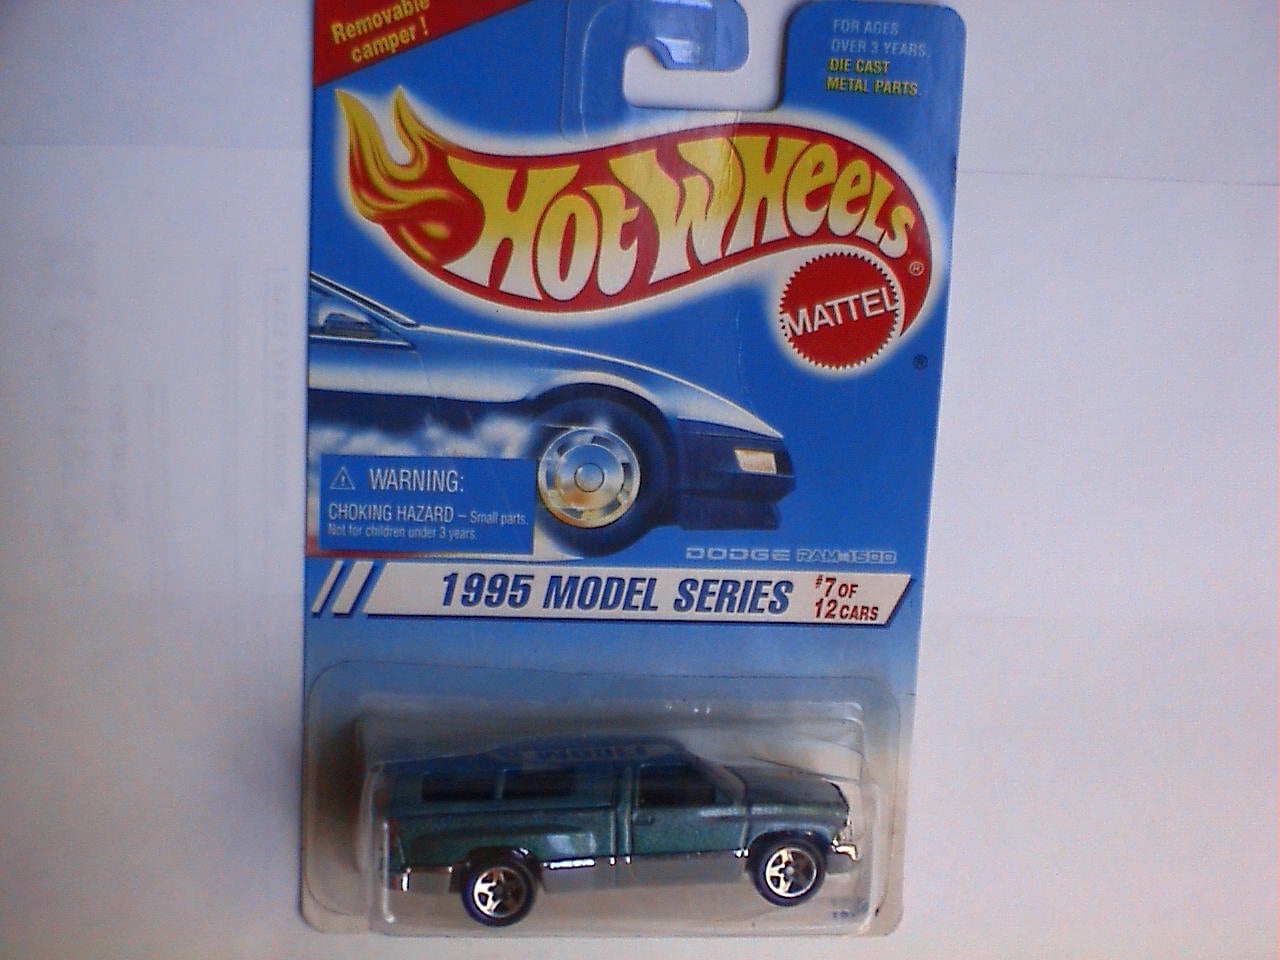 Removable
camper!
FOR AGES
OVER 3 YEARS.
DIE CAST
METAL PARTS.
HOT WHEELS®
MATTEL
®
WARNING:
CHOKING HAZARD – Small parts.
Not for children under 3 years.
DODGE RAM 1500
1995 MODEL SERIES
#7 OF
12 CARS